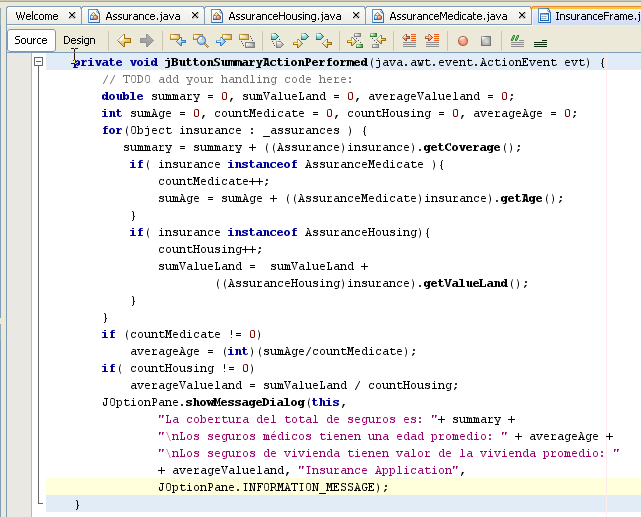 Welcome Assurance.java AssuranceHousing.java AssuranceMedicate.java InsuranceFrame.j
Source Design
private void jButtonSummaryActionPerformed(java.awt.event.ActionEvent evt) {
// TODO add your handling code here:
double summary = 0, sumValueLand = 0, averageValueland = 0;
int sumAge = 0, countMedicate = 0, countHousing = 0, averageAge = 0;
for(Object insurance : _assurances ) {
summary = summary + ((Assurance)insurance).getCoverage();
if( insurance instanceof AssuranceMedicate ){
countMedicate++;
sumAge = sumAge + ((AssuranceMedicate)insurance).getAge();
}
if( insurance instanceof AssuranceHousing){
countHousing++;
sumValueLand =  sumValueLand +
((AssuranceHousing)insurance).getValueLand();
}
}
if (countMedicate != 0)
averageAge = (int)(sumAge/countMedicate);
if( countHousing != 0)
averageValueland = sumValueLand / countHousing;
JOptionPane.showMessageDialog(this,
"La cobertura del total de seguros es: "+ summary +
"\nLos seguros médicos tienen una edad promedio: " + averageAge +
"\nLos seguros de vivienda tienen valor de la vivienda promedio: "
+ averageValueland, "Insurance Application",
JOptionPane.INFORMATION_MESSAGE);
}